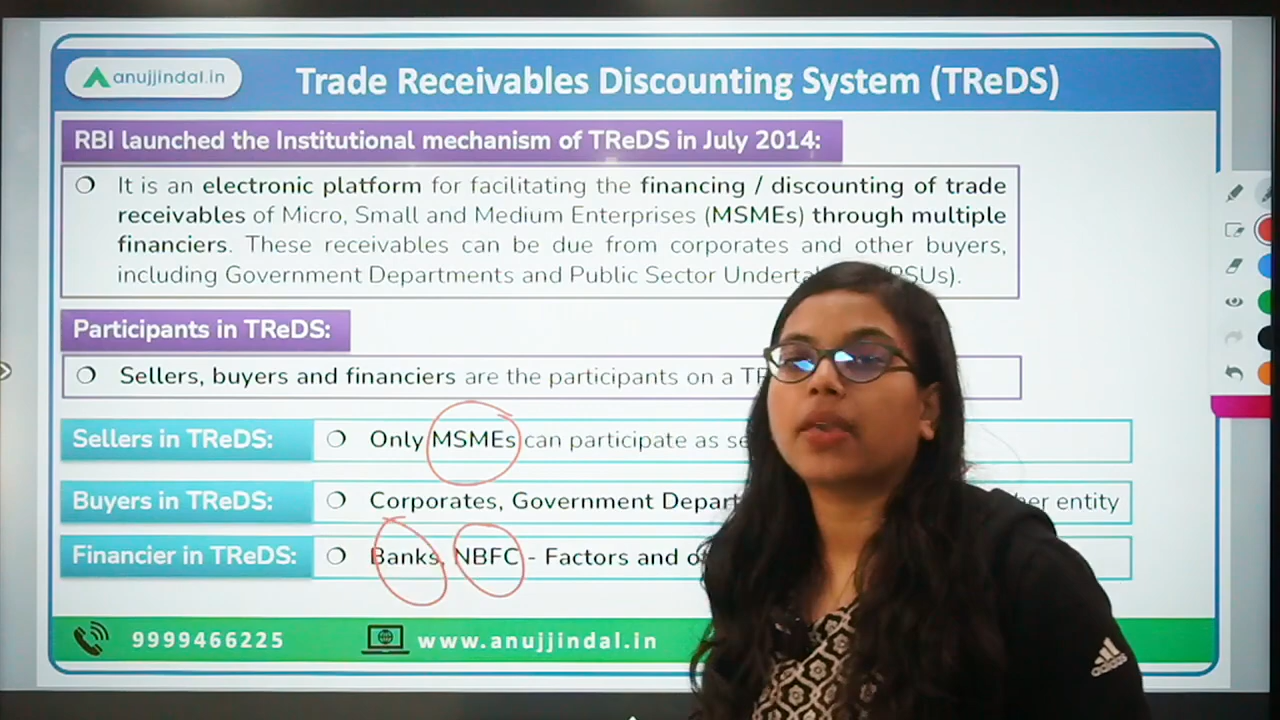 anujjindal.in
Trade Receivables Discounting System (TReDS)
RBI launched the Institutional mechanism of TReDS in July 2014:
It is an electronic platform for facilitating the financing / discounting of trade
receivables of Micro, Small and Medium Enterprises (MSMEs) through multiple
financiers. These receivables can be due from corporates and other buyers,
including Government Departments and Public Sector PSUs).
Participants in TReDS:
Sellers, buyers and financiers are the participants on a
Sellers in TReDS:
Only MSMEs can participate as
Buyers in TReDS:
Corporates, Government entity
Financier in TReDS:
Banks, NBFC - Factors and
9999466225
www.anujjindal.in
adidas